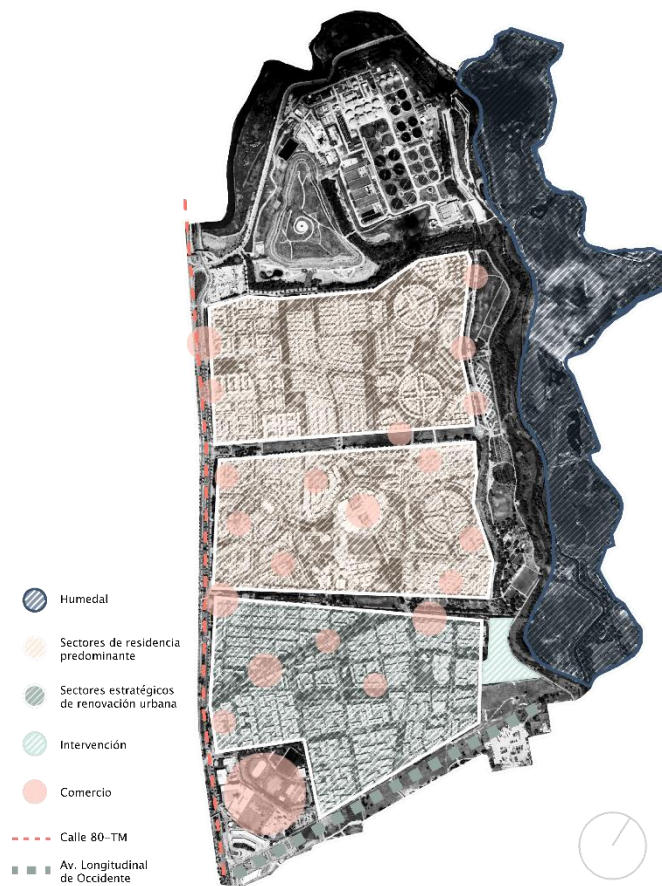 Humedal
Sectores de residencia
predominante
Sectores estratégicos
de renovación urbana
Intervención
Comercio
Calle 80–TM
Av. Longitudinal
de Occidente